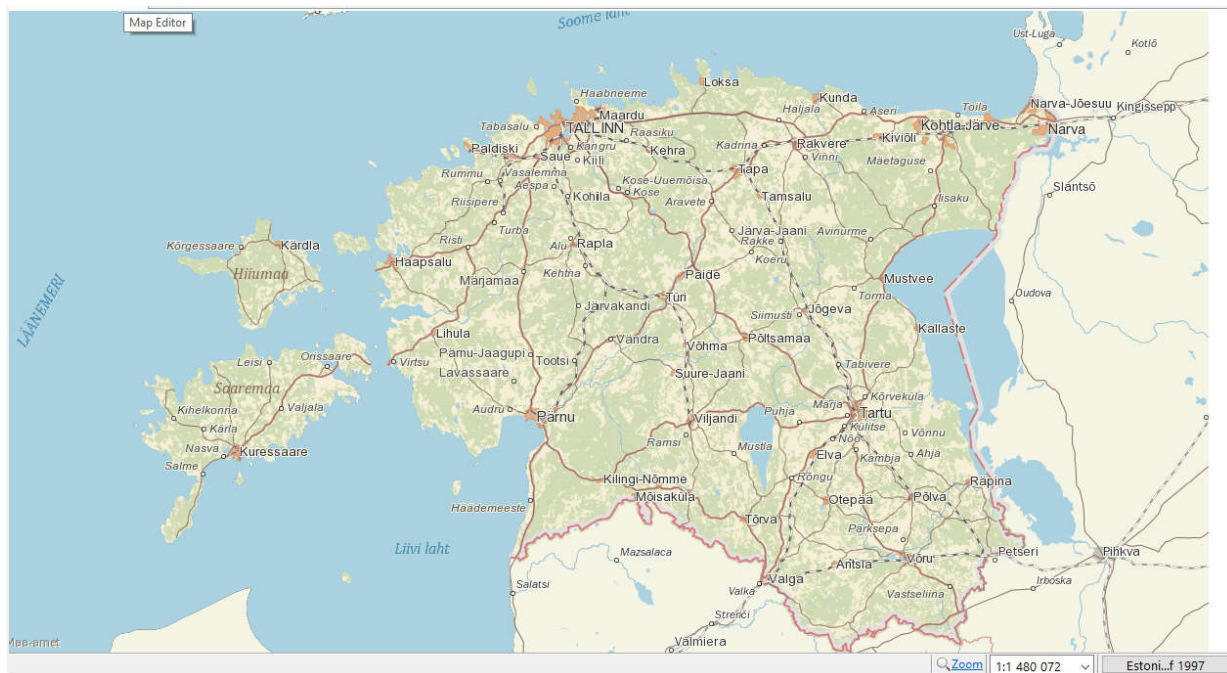 Map Editor
Soome laht
Ust-Luga
Kotlõ
Loksa
Haabneeme
Kunda
Maardu
Haljala
Aseri
Toila
Narva-Jõesuu
Kingissepp
Tabasalu
TALLINN
Raasiku
Kohtla-Järve
Narva
Kiviõli
Paldiski
Saue
Kangru
Kehra
Kadrina
Rakvere
Kiili
Vinni
Maetaguse
Vasalemma
Tapa
Rummu
Aespa
Kose-Uuemõisa
Kose
Slantsõ
Riisipere
Kohila
Aravete
Tamsalu
Iisaku
Turba
Järva-Jaani
Avinurme
Kõrgessaare
Kärdla
Risti
Alu
Rapla
Rakke
Koeru
Haapsalu
Hiiumaa
Märjamaa
Kehtna
Paide
Mustvee
LÄÄNEMERI
Türi
Torma
Oudova
Järvakandi
Siimusti
Jõgeva
Kallaste
Lihula
Vändra
Võhma
Põltsamaa
Orissaare
Leisi
Virtsu
Pärnu-Jaagupi
Tootsi
Tabivere
Lavassaare
Suure-Jaani
Saaremaa
Kõrveküla
Kihelkonna
Valjala
Audru
Pärnu
Puhja
Märja
Tartu
Kärla
Viljandi
Külitse
Nasva
Ramsi
Nõo
Võnnu
Kuressaare
Mustla
Elva
Kambja
Ahja
Salme
Kilingi-Nõmme
Rõngu
Räpina
Häädemeeste
Mõisaküla
Otepää
Põlva
Tõrva
Parksepa
Liivi laht
Mazsalaca
Petseri
Pihkva
Antsla
Võru
Salatsi
Valga
Valka
Vastseliina
Irboska
Strenči
Maa-amet
Valmiera
Zoom
1:1 480 072
Estoni...f 1997